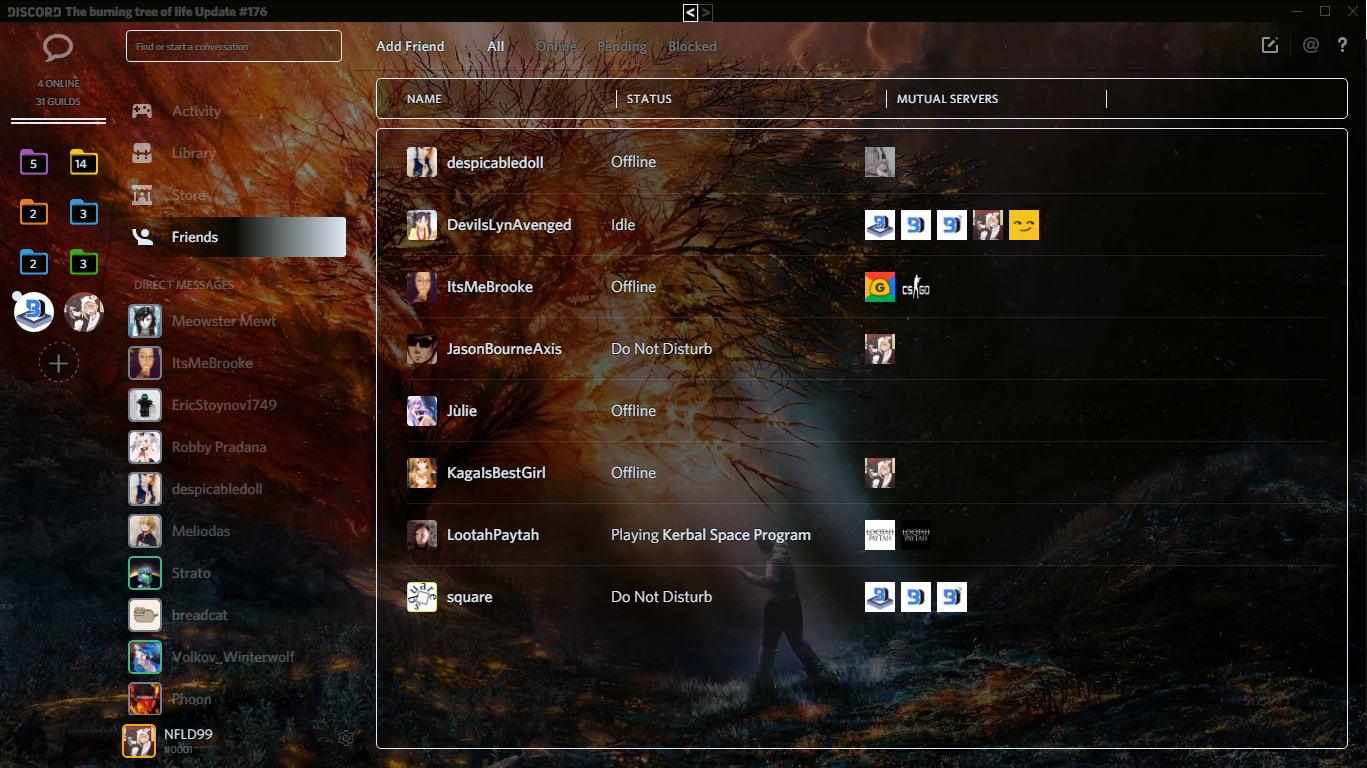 DISCORD The burning tree of life Update #176
< >
Find or start a conversation
4 ONLINE
31 GUILDS
5
14
2
3
2
3
Activity
Library
Store
Friends
DIRECT MESSAGES
Meowster Mewt
ItsMeBrooke
EricStoynov1749
Robby Pradana
despicabledoll
Meliodas
Strato
breadcat
Volkov_Winterwolf
Phoon
NFLD99
#0001
Add Friend All Online Pending Blocked
@ ?
NAME STATUS MUTUAL SERVERS
despicabledoll Offline
DevilsLynAvenged Idle
ItsMeBrooke Offline G CS GO
JasonBourneAxis Do Not Disturb
Jùlie Offline
KagaIsBestGirl Offline
LootahPaytah Playing Kerbal Space Program LOOTAH PAYTAH LOOTAH PAYTAH
square Do Not Disturb